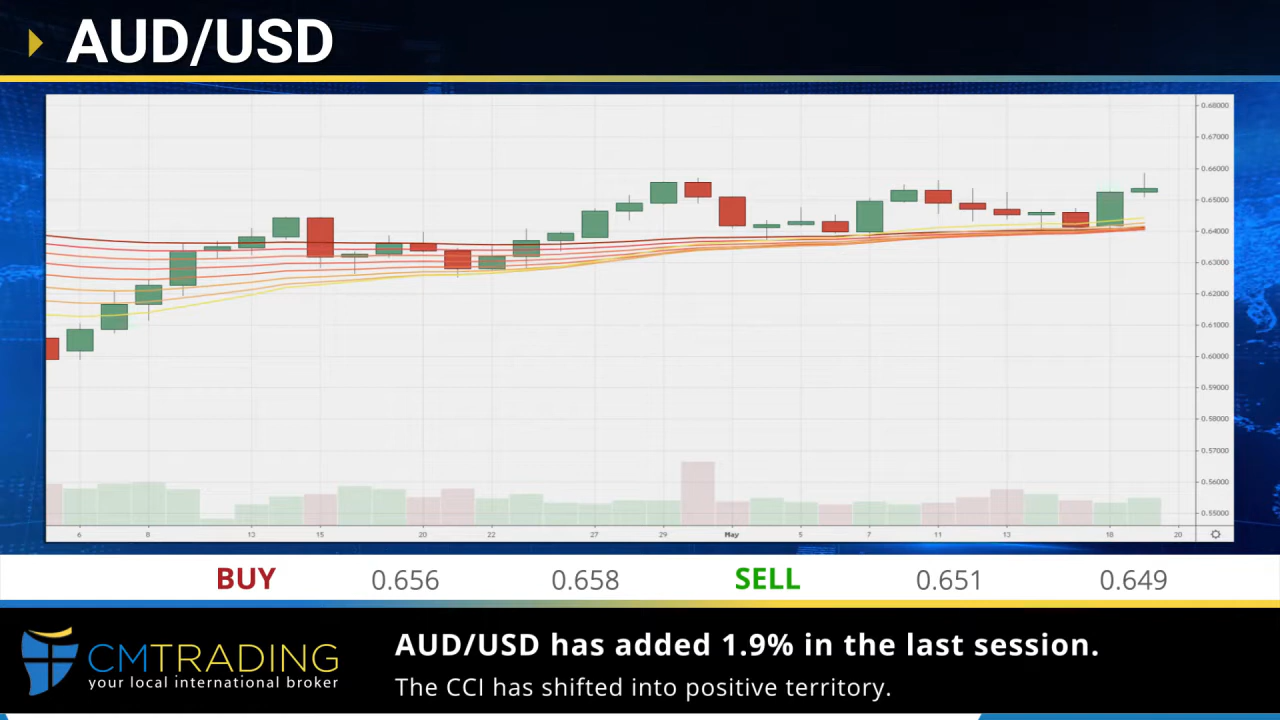 AUD/USD
0.68000
0.67000
0.66000
0.65000
0.64000
0.63000
0.62000
0.61000
0.60000
0.59000
0.58000
0.57000
0.56000
0.55000
6 8 13 15 20 22 27 29 May 5 7 11 13 18 20
BUY 0.656 0.658 SELL 0.651 0.649
CMTRADING
your local international broker
AUD/USD has added 1.9% in the last session.
The CCI has shifted into positive territory.